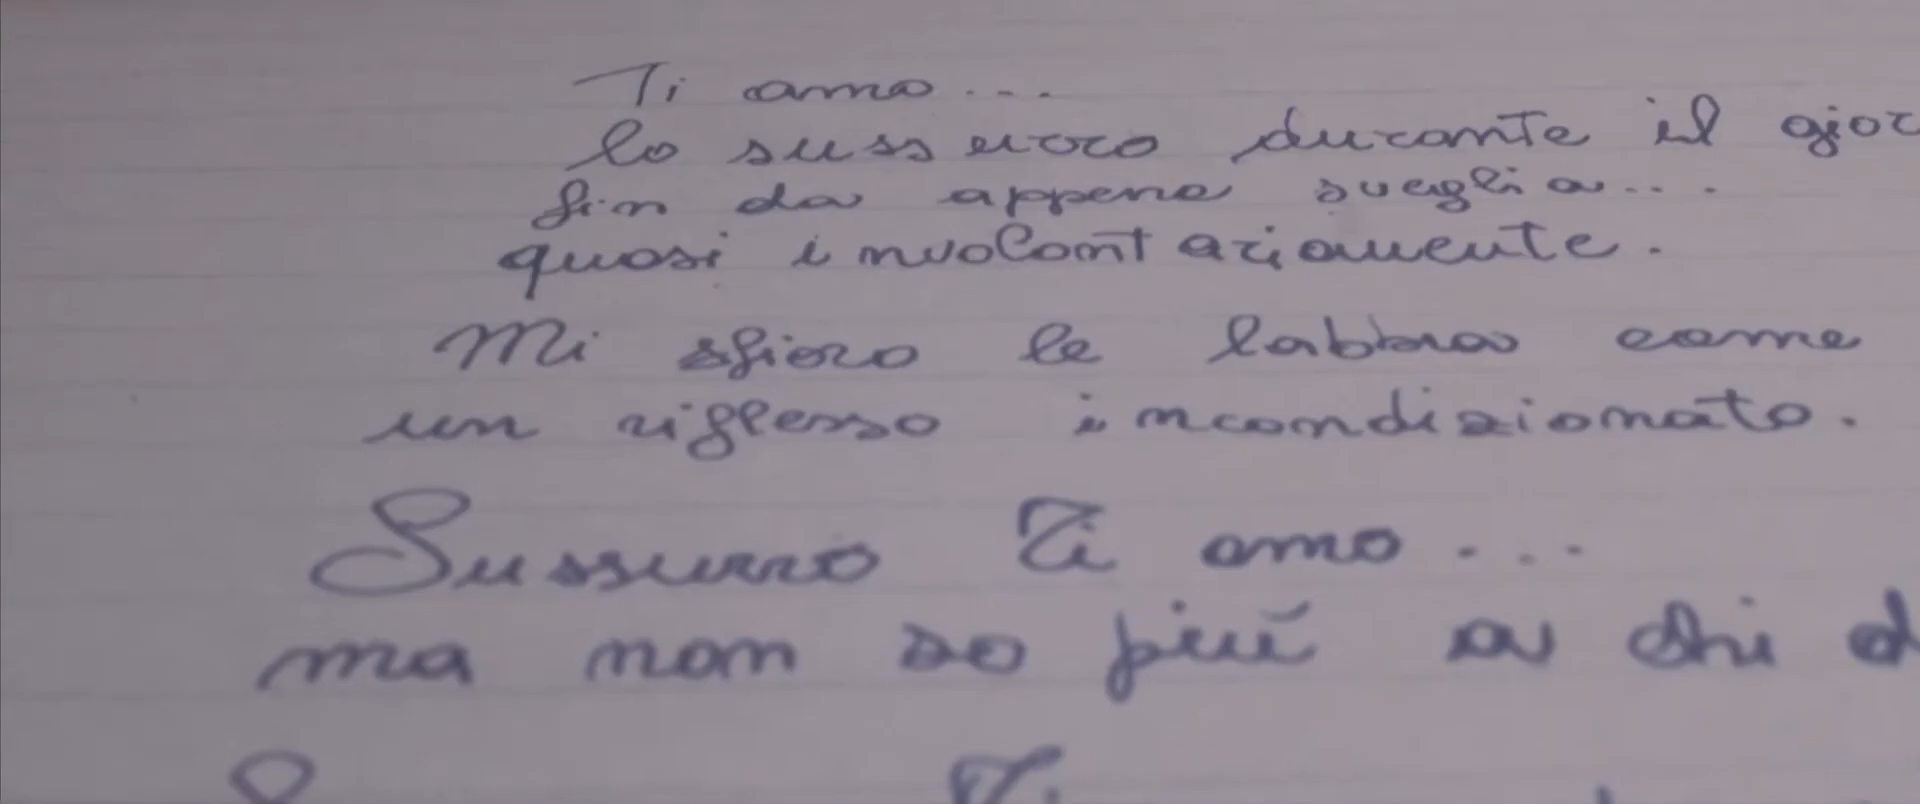 Ti amo...
lo sussurro durante il gior
fin da appena sveglia...
quasi involontariamente.
Mi sfioro le labbra come
un riflesso incondizionato.
Sussurro Ti amo...
ma non so più a chi d